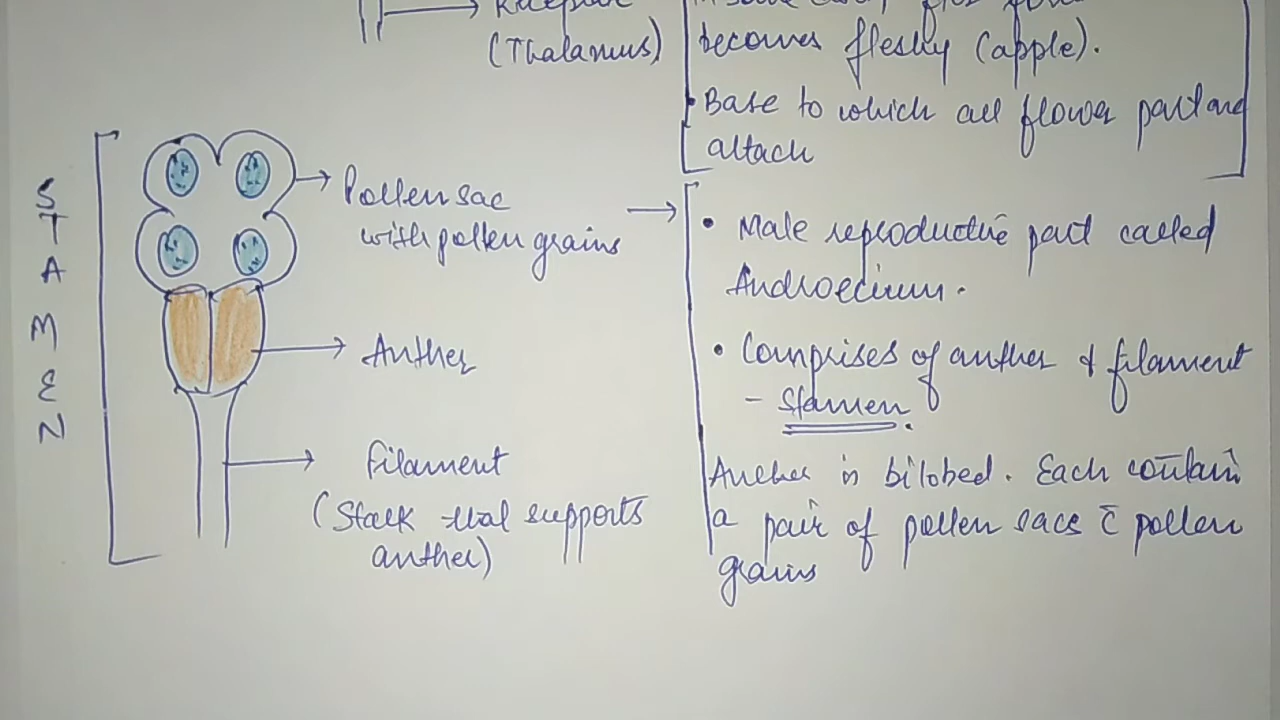 (Thalamus)
becomes fleshy (apple).
• Base to which all flower part are
attach
STAMEN
Pollen sac
with pollen grains
Anther
filament
(Stalk that supports
anther)
• Male reproductive part called
Androecium.
• Comprises of anther & filament
- Stamen.
Anther is bilobed. Each contain
a pair of pollen sacs c̄ pollen
grains